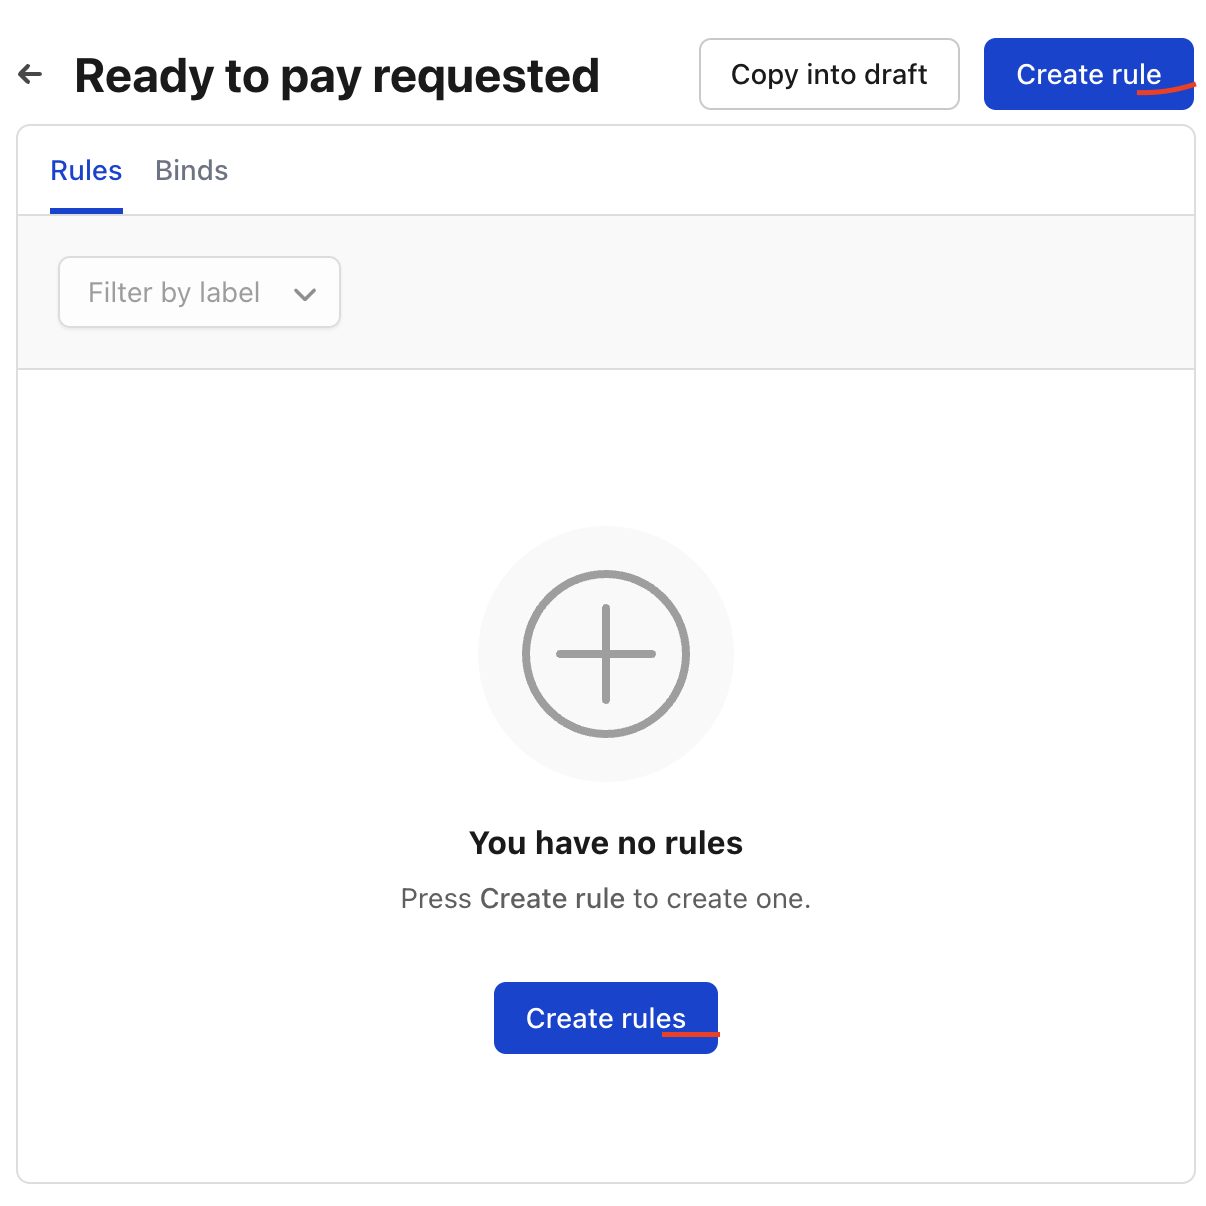 Ready to pay requested
Copy into draft
Create rule
Rules
Binds
Filter by label
You have no rules
Press Create rule to create one.
Create rules